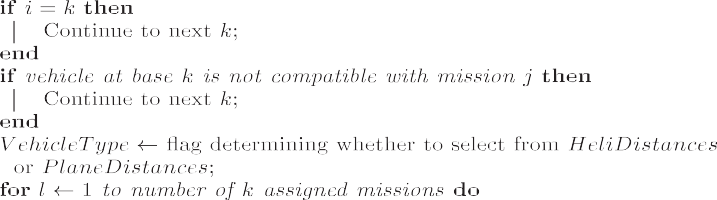 if i = k then
Continue to next k;
end
if vehicle at base k is not compatible with mission j then
Continue to next k;
end
VehicleType ← flag determining whether to select from HeliDistances
or PlaneDistances;
for l ← 1 to number of k assigned missions do